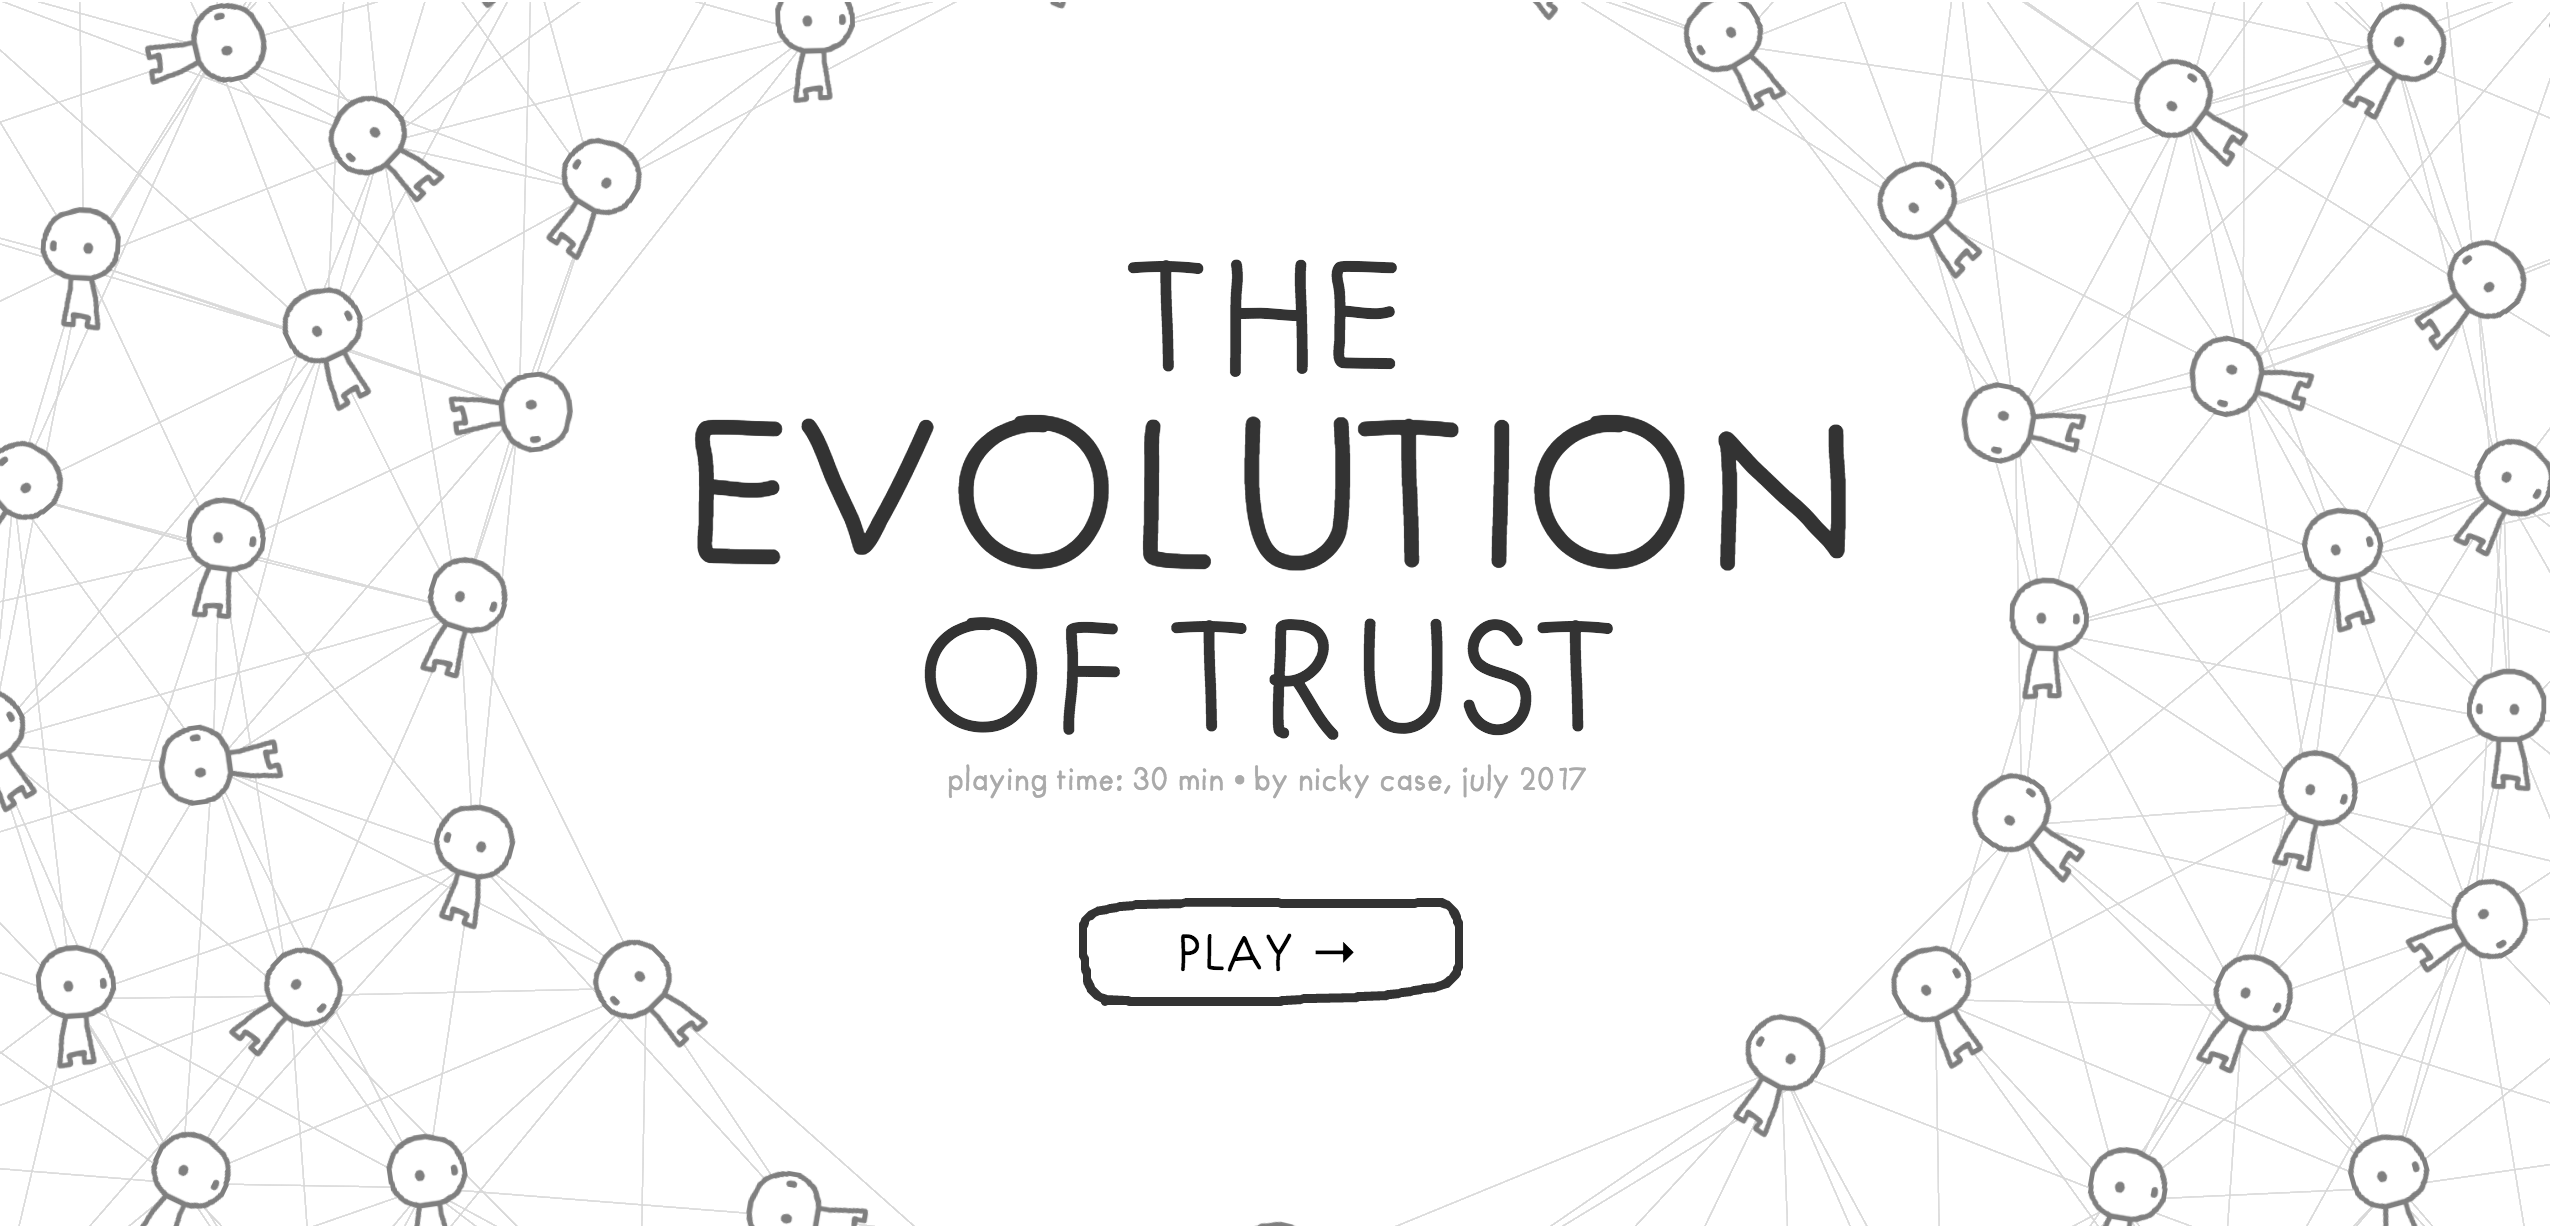 THE
EVOLUTION
OF TRUST
playing time: 30 min • by nicky case, july 2017
PLAY →